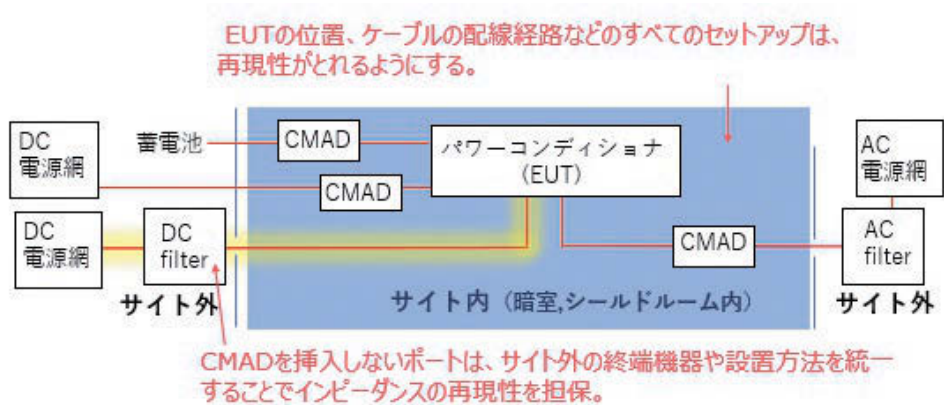 EUTの位置、ケーブルの配線経路などのすべてのセットアップは、
再現性がとれるようにする。
DC
電源網
蓄電池
CMAD
パワーコンディショナ
(EUT)
AC
電源網
CMAD
DC
電源網
DC
filter
CMAD
AC
filter
サイト外
サイト内（暗室,シールドルーム内）
サイト外
CMADを挿入しないポートは、サイト外の終端機器や設置方法を統一
することでインピーダンスの再現性を担保。